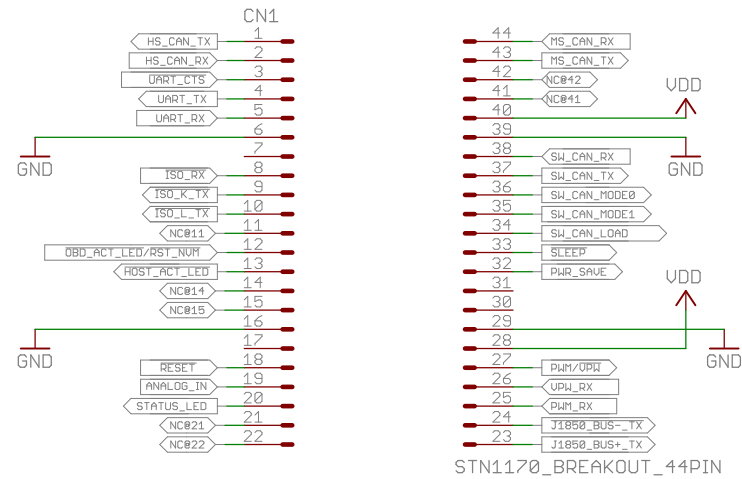 CN1
HS_CAN_TX 1
HS_CAN_RX 2
UART_CTS 3
UART_TX 4
UART_RX 5
6
GND
7
ISO_RX 8
ISO_K_TX 9
ISO_L_TX 10
NC@11 11
OBD_ACT_LED/RST_NVM 12
HOST_ACT_LED 13
NC@14 14
NC@15 15
16
GND
17
RESET 18
ANALOG_IN 19
STATUS_LED 20
NC@21 21
NC@22 22
44 MS_CAN_RX
43 MS_CAN_TX
42 NC@42
41 NC@41
VDD
40
39
GND
38 SW_CAN_RX
37 SW_CAN_TX
36 SW_CAN_MODE0
35 SW_CAN_MODE1
34 SW_CAN_LOAD
33 SLEEP
32 PWR_SAVE
VDD
31
30
29
28
GND
27 PWM/VPW
26 VPW_RX
25 PWM_RX
24 J1850_BUS-_TX
23 J1850_BUS+_TX
STN1170_BREAKOUT_44PIN